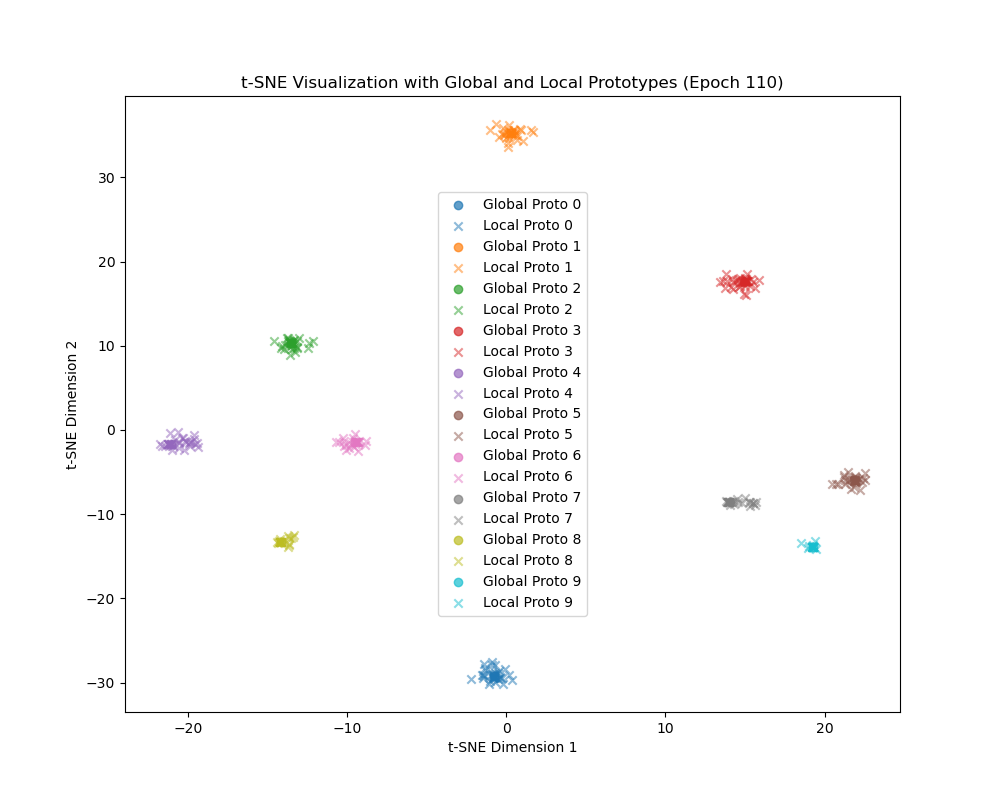 t-SNE Visualization with Global and Local Prototypes (Epoch 110)
30
20
10
0
−10
−20
−30
t-SNE Dimension 2
Global Proto 0
Local Proto 0
Global Proto 1
Local Proto 1
Global Proto 2
Local Proto 2
Global Proto 3
Local Proto 3
Global Proto 4
Local Proto 4
Global Proto 5
Local Proto 5
Global Proto 6
Local Proto 6
Global Proto 7
Local Proto 7
Global Proto 8
Local Proto 8
Global Proto 9
Local Proto 9
−20 −10 0 10 20
t-SNE Dimension 1